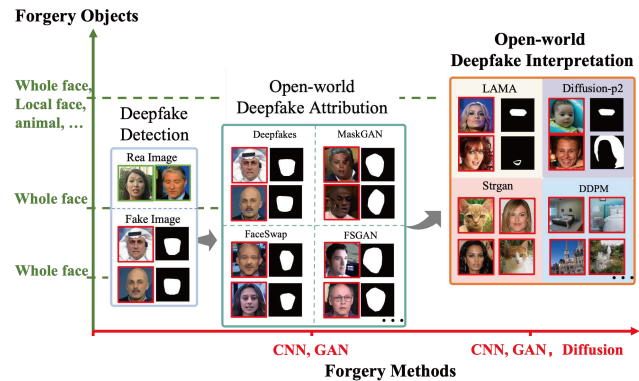 Forgery Objects
Open-world
Deepfake Interpretation
Whole face,
Local face,
animal, …
Open-world
Deepfake Attribution
Deepfake
Detection
LAMA
Diffusion-p2
Deepfakes
MaskGAN
Rea Image
Whole face
Strgan
DDPM
Fake Image
FaceSwap
FSGAN
Whole face
...
...
CNN, GAN
CNN, GAN, Diffusion
Forgery Methods